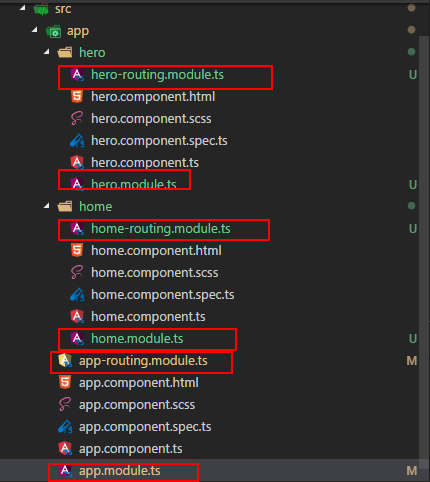 src
app
hero
hero-routing.module.ts U
hero.component.html
hero.component.scss
hero.component.spec.ts
hero.component.ts
hero.module.ts U
home
home-routing.module.ts U
home.component.html
home.component.scss
home.component.spec.ts
home.component.ts
home.module.ts U
app-routing.module.ts M
app.component.html
app.component.scss
app.component.spec.ts
app.component.ts
app.module.ts M